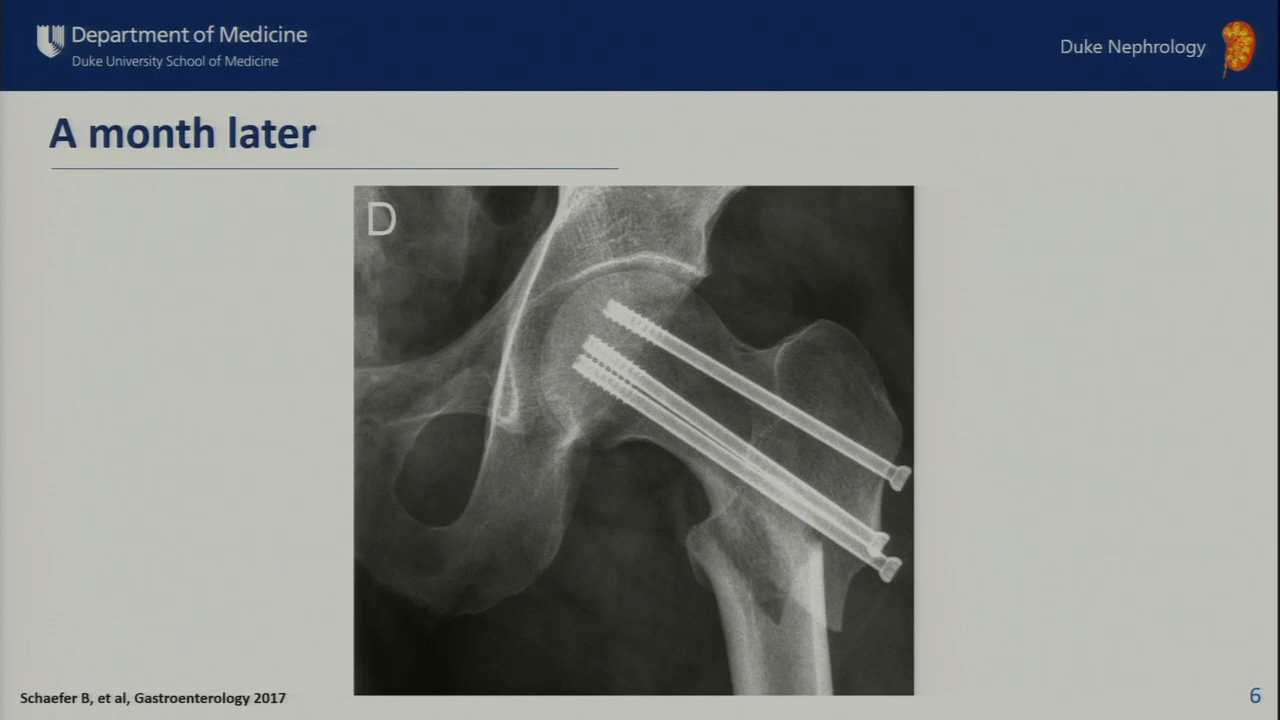 Department of Medicine
Duke University School of Medicine
Duke Nephrology
A month later
D
Schaefer B, et al, Gastroenterology 2017
6